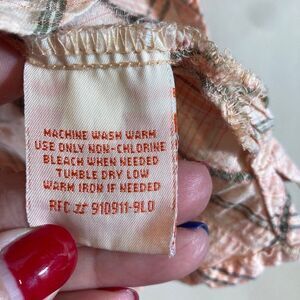 MACHINE WASH WARM
USE ONLY NON-CHLORINE
BLEACH WHEN NEEDED
TUMBLE DRY LOW
WARM IRON IF NEEDED
RFC 910911-9L0